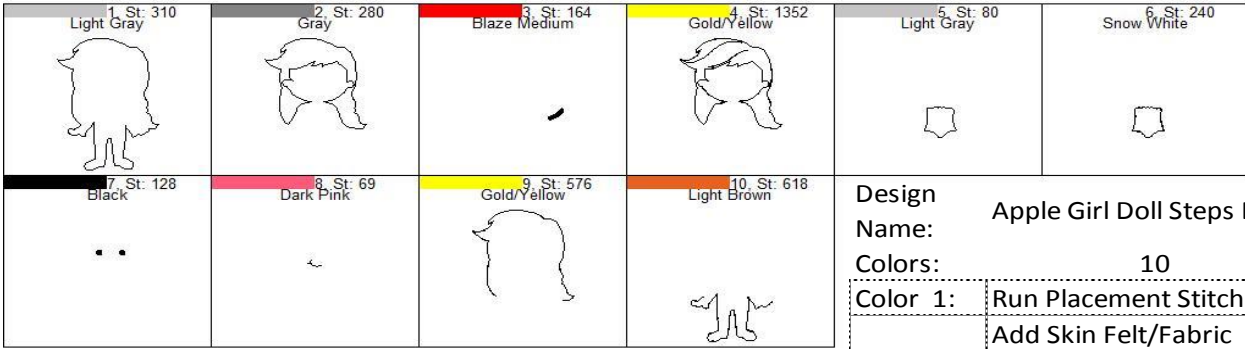 1, St: 310
Light Gray
2, St: 280
Gray
3, St: 164
Blaze Medium
4, St: 1352
Gold/Yellow
5, St: 80
Light Gray
6, St: 240
Snow White
7, St: 128
Black
8, St: 69
Dark Pink
9, St: 576
Gold/Yellow
10, St: 618
Light Brown
Design Name: Apple Girl Doll Steps
Colors: 10
Color 1: Run Placement Stitch
Add Skin Felt/Fabric